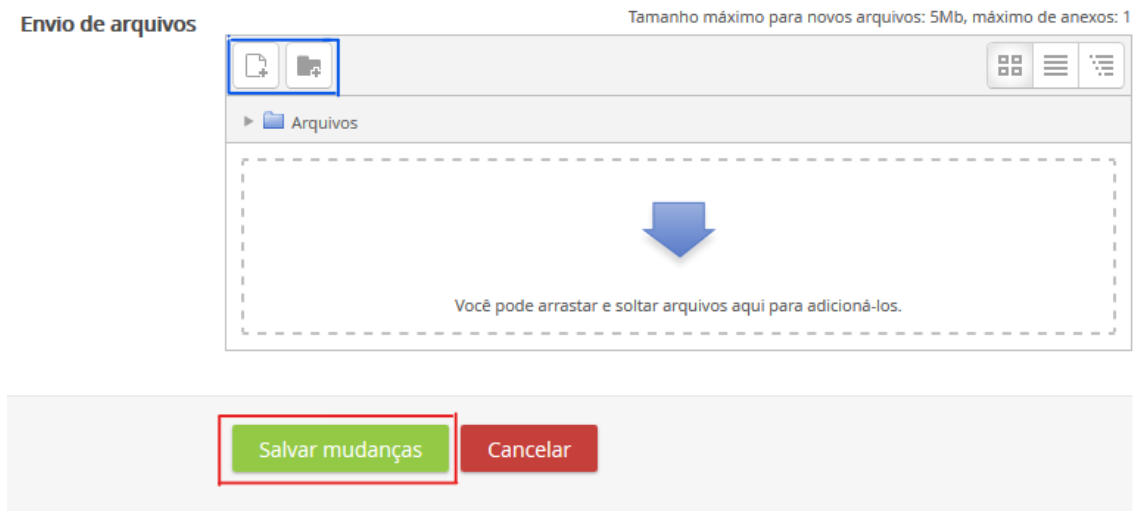 Envio de arquivos
Tamanho máximo para novos arquivos: 5Mb, máximo de anexos: 1
Arquivos
Você pode arrastar e soltar arquivos aqui para adicioná-los.
Salvar mudanças
Cancelar